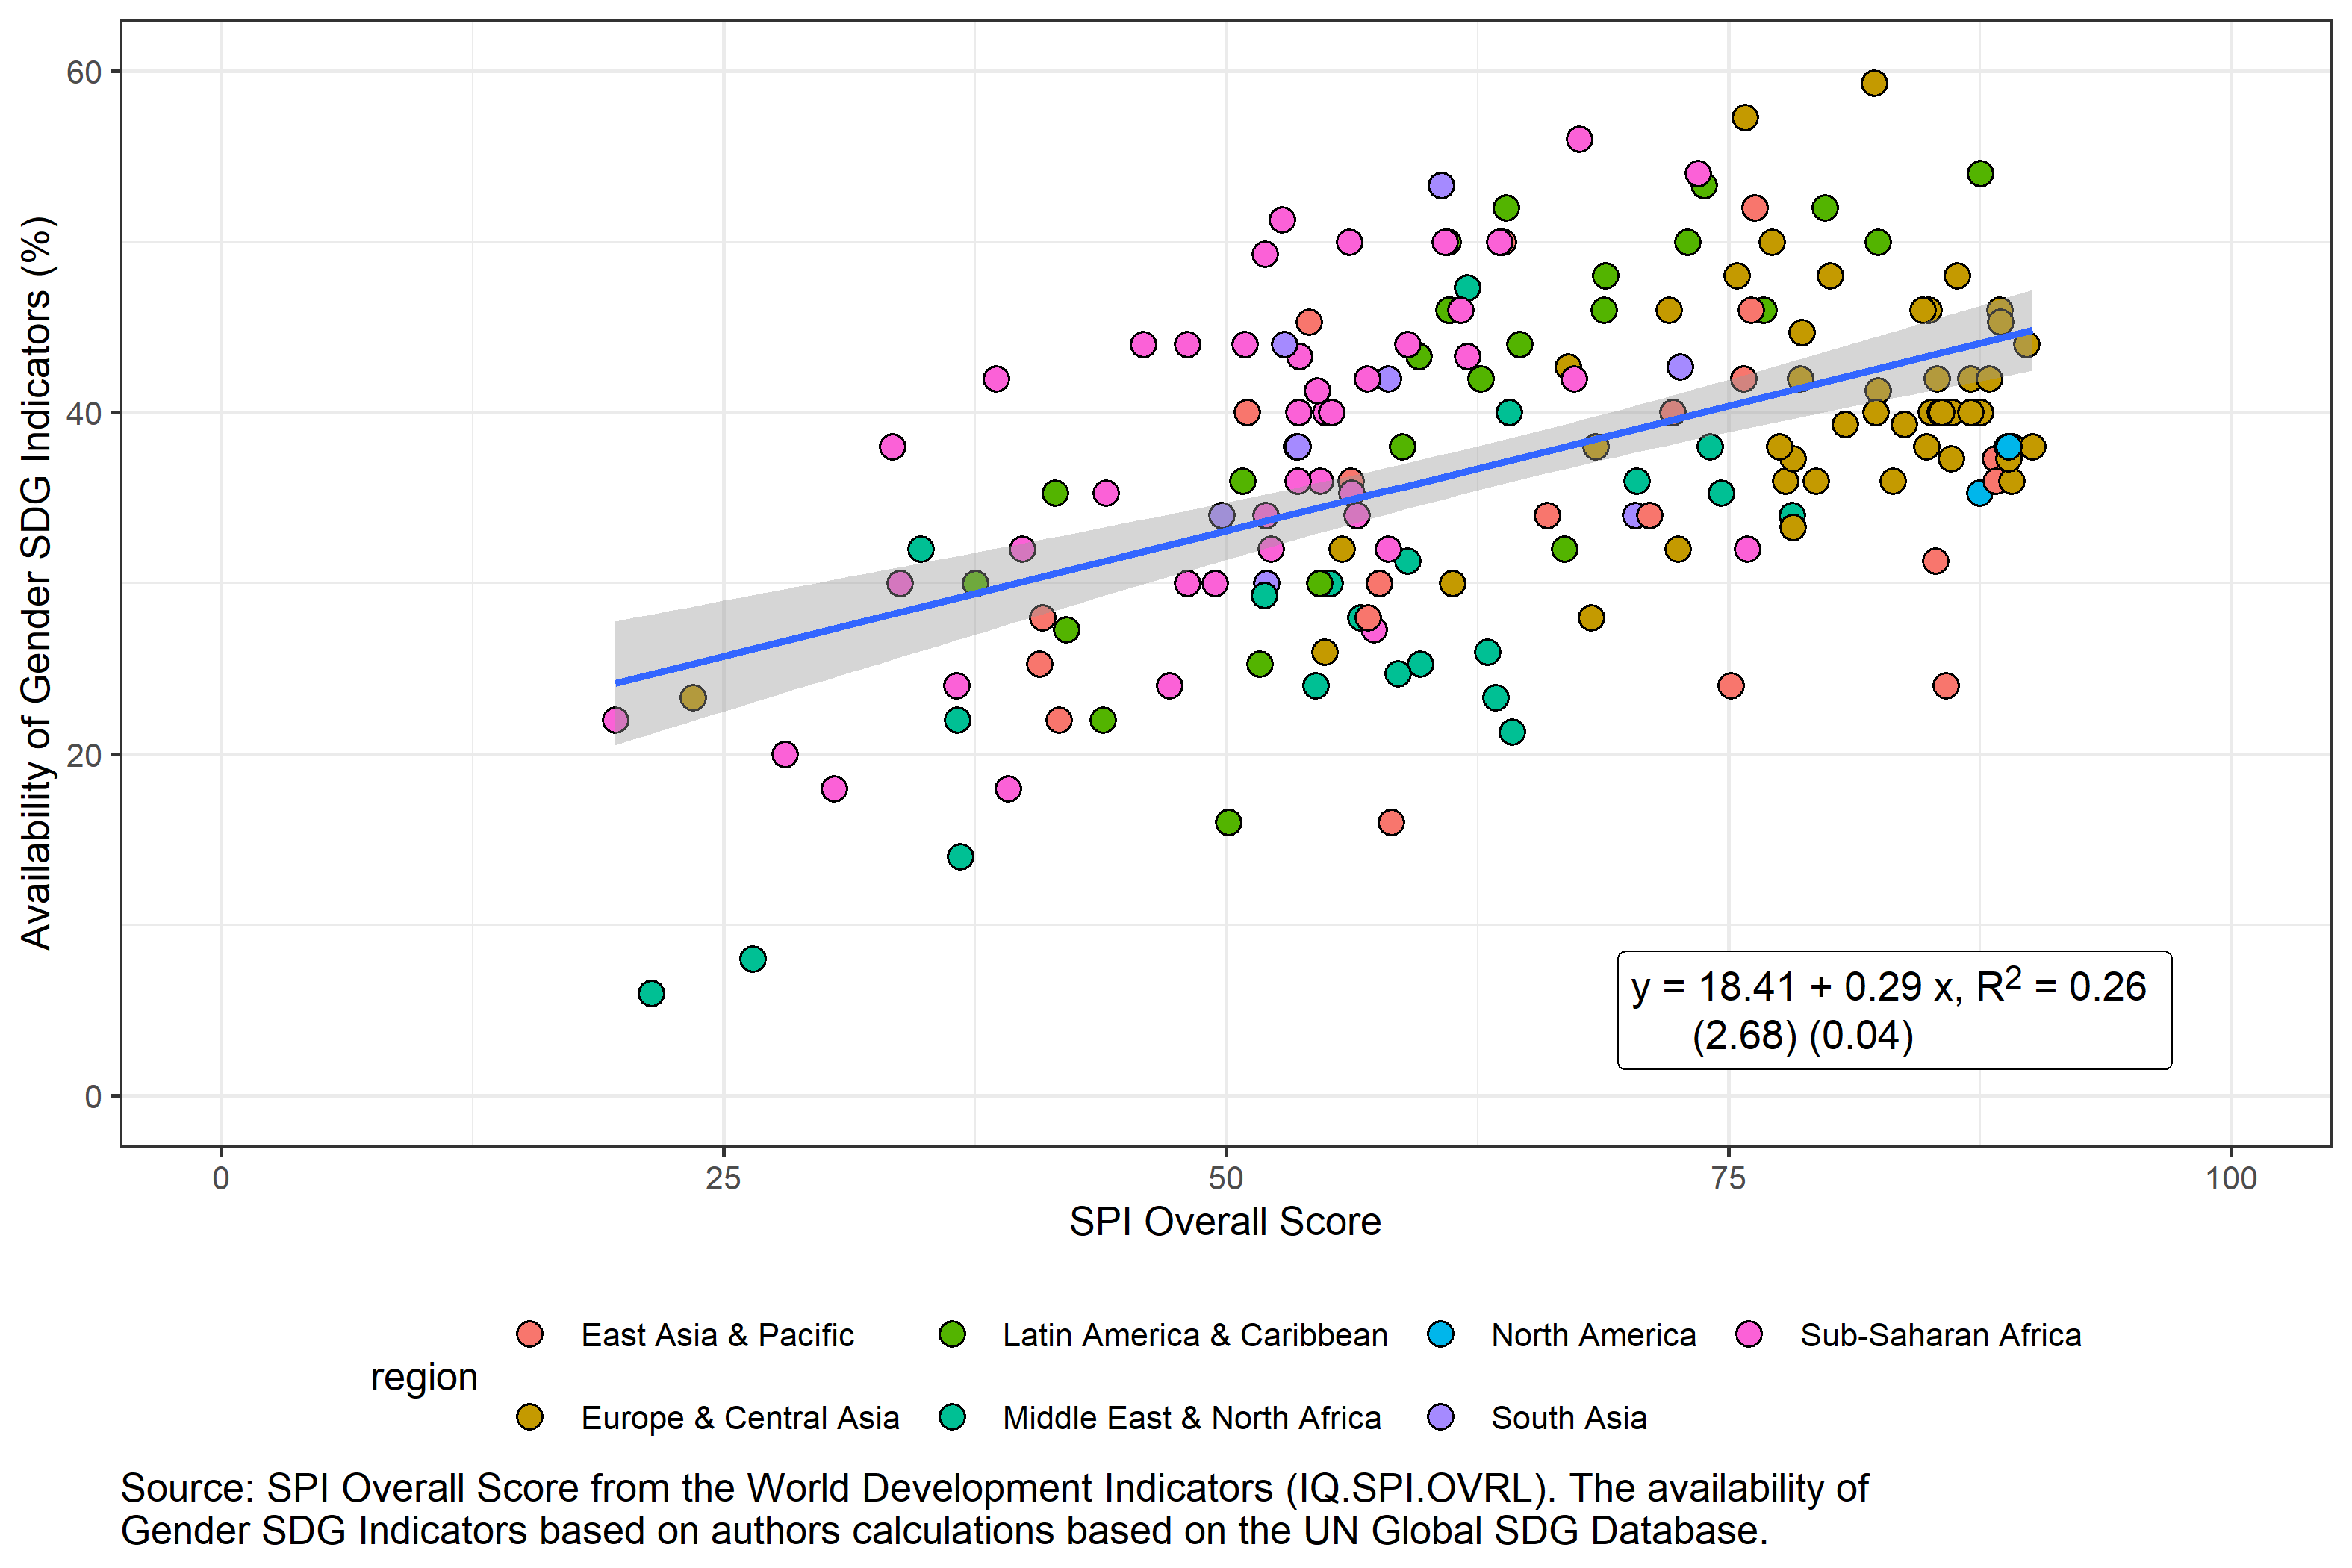 Availability of Gender SDG Indicators (%)
60
40
20
0
y = 18.41 + 0.29 x, R² = 0.26
(2.68) (0.04)
0 25 50 75 100
SPI Overall Score
region
East Asia & Pacific Latin America & Caribbean North America Sub-Saharan Africa
Europe & Central Asia Middle East & North Africa South Asia
Source: SPI Overall Score from the World Development Indicators (IQ.SPI.OVRL). The availability of
Gender SDG Indicators based on authors calculations based on the UN Global SDG Database.